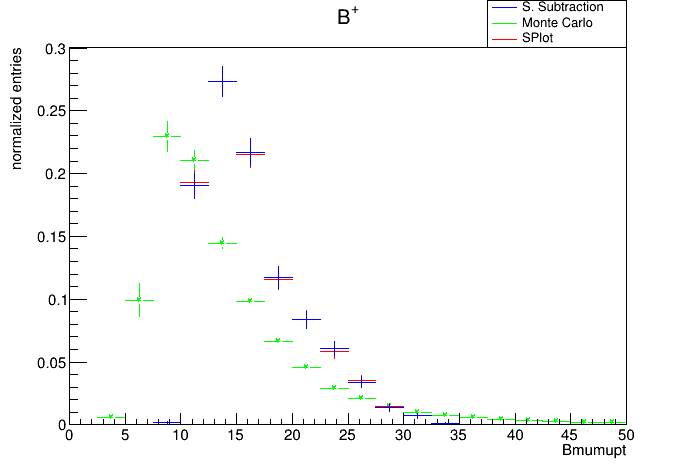 B+
S. Subtraction
Monte Carlo
SPlot
normalized entries
0.3
0.25
0.2
0.15
0.1
0.05
0
0 5 10 15 20 25 30 35 40 45 50
Bmumupt